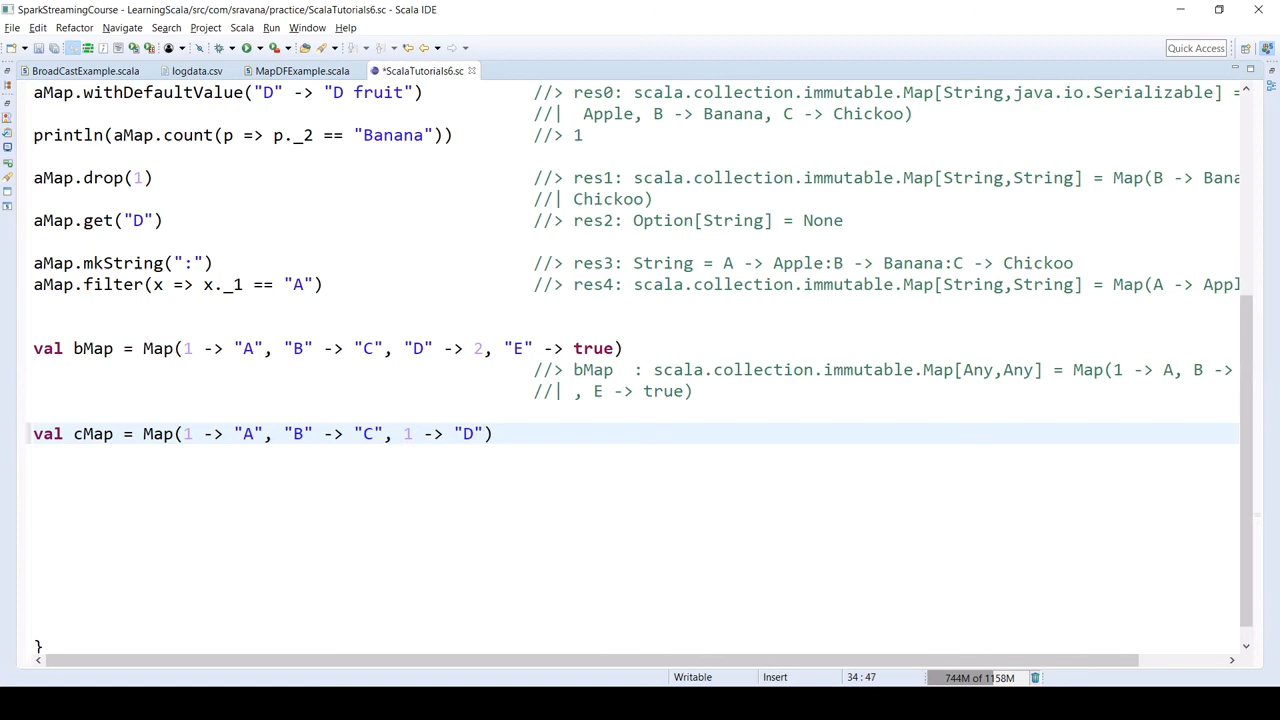 SparkStreamingCourse - LearningScala/src/com/sravana/practice/ScalaTutorials6.sc - Scala IDE
File Edit Refactor Navigate Search Project Scala Run Window Help
Quick Access
BroadCastExample.scala logdata.csv MapDFExample.scala *ScalaTutorials6.sc
aMap.withDefaultValue("D" -> "D fruit") //> res0: scala.collection.immutable.Map[String,java.io.Serializable] =
//| Apple, B -> Banana, C -> Chickoo)
println(aMap.count(p => p._2 == "Banana")) //> 1
aMap.drop(1) //> res1: scala.collection.immutable.Map[String,String] = Map(B -> Bana
//| Chickoo)
aMap.get("D") //> res2: Option[String] = None
aMap.mkString(":") //> res3: String = A -> Apple:B -> Banana:C -> Chickoo
aMap.filter(x => x._1 == "A") //> res4: scala.collection.immutable.Map[String,String] = Map(A -> Appl
val bMap = Map(1 -> "A", "B" -> "C", "D" -> 2, "E" -> true)
//> bMap : scala.collection.immutable.Map[Any,Any] = Map(1 -> A, B ->
//| , E -> true)
val cMap = Map(1 -> "A", "B" -> "C", 1 -> "D")
}
Writable Insert 34 : 47 744M of 1158M